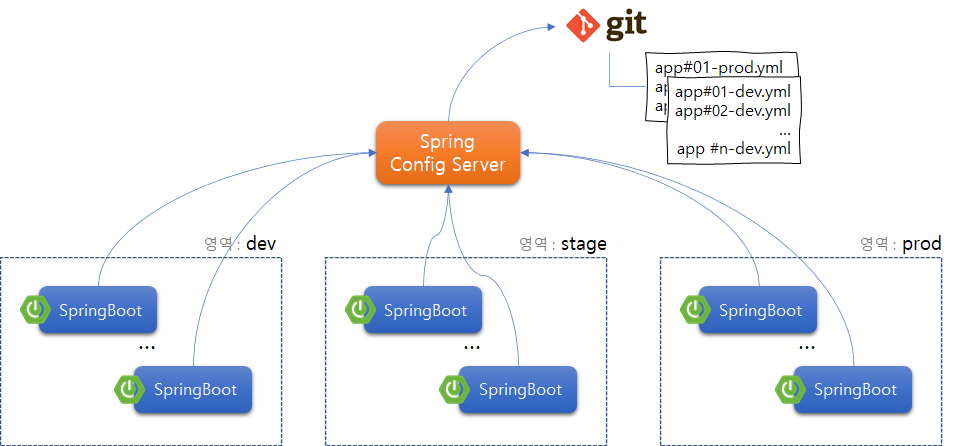 git
app#01-prod.yml
ap
ap
app#01-dev.yml
app#02-dev.yml
...
app #n-dev.yml
Spring
Config Server
영역 : dev
영역 : stage
영역 : prod
SpringBoot
SpringBoot
SpringBoot
...
...
...
SpringBoot
SpringBoot
SpringBoot